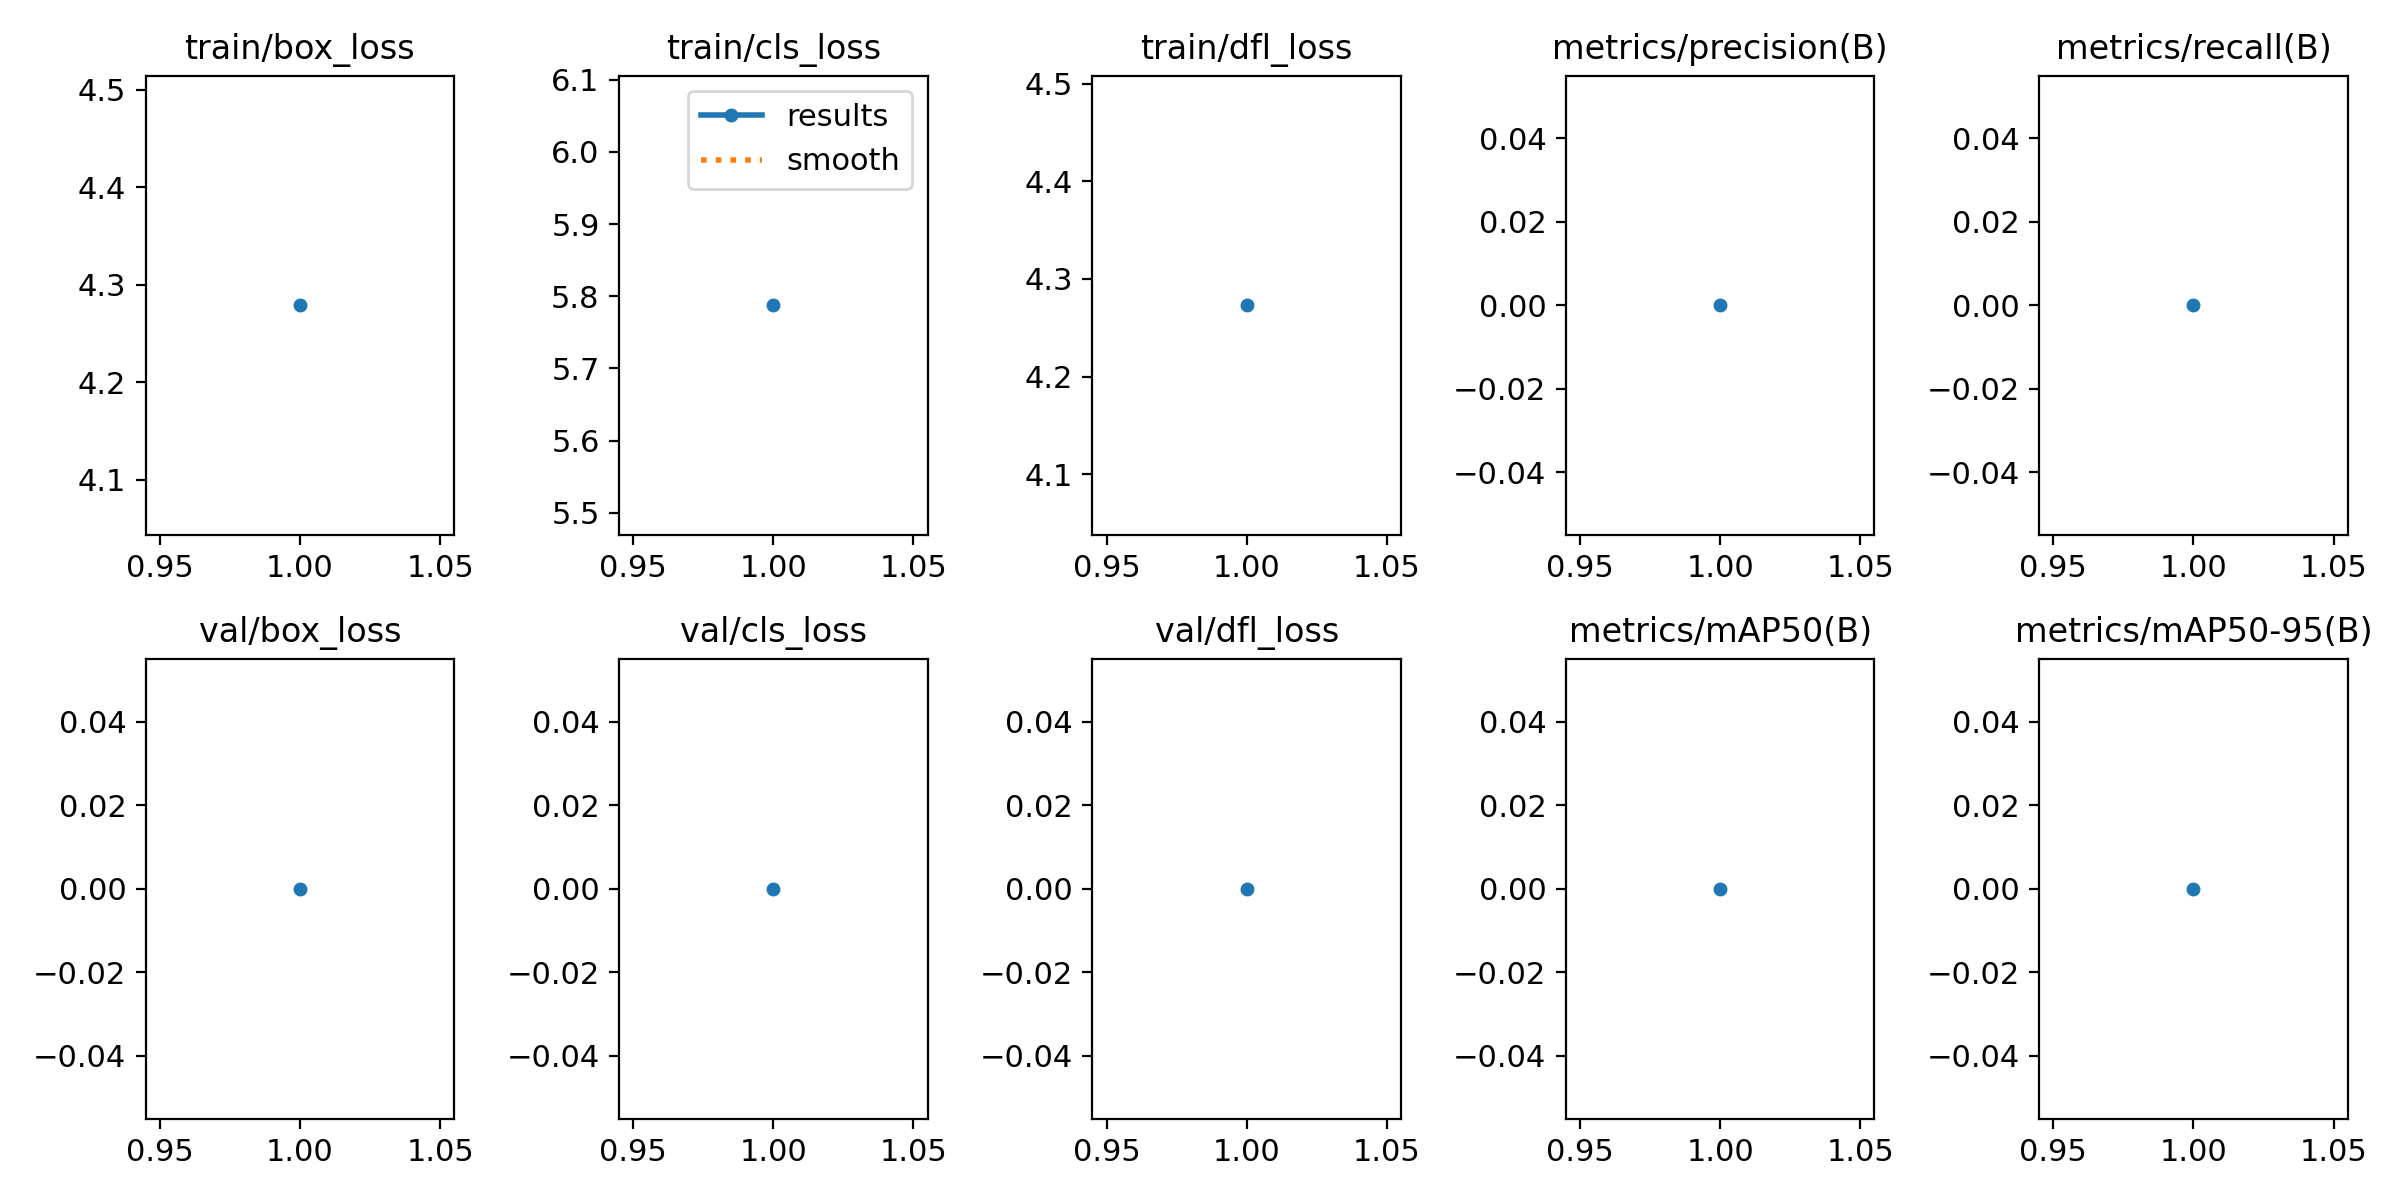 train/box_loss
4.5
4.4
4.3
4.2
4.1
0.95 1.00 1.05
train/cls_loss
6.1
6.0
5.9
5.8
5.7
5.6
5.5
results
smooth
0.95 1.00 1.05
train/dfl_loss
4.5
4.4
4.3
4.2
4.1
0.95 1.00 1.05
metrics/precision(B)
0.04
0.02
0.00
−0.02
−0.04
0.95 1.00 1.05
metrics/recall(B)
0.04
0.02
0.00
−0.02
−0.04
0.95 1.00 1.05
val/box_loss
0.04
0.02
0.00
−0.02
−0.04
0.95 1.00 1.05
val/cls_loss
0.04
0.02
0.00
−0.02
−0.04
0.95 1.00 1.05
val/dfl_loss
0.04
0.02
0.00
−0.02
−0.04
0.95 1.00 1.05
metrics/mAP50(B)
0.04
0.02
0.00
−0.02
−0.04
0.95 1.00 1.05
metrics/mAP50-95(B)
0.04
0.02
0.00
−0.02
−0.04
0.95 1.00 1.05